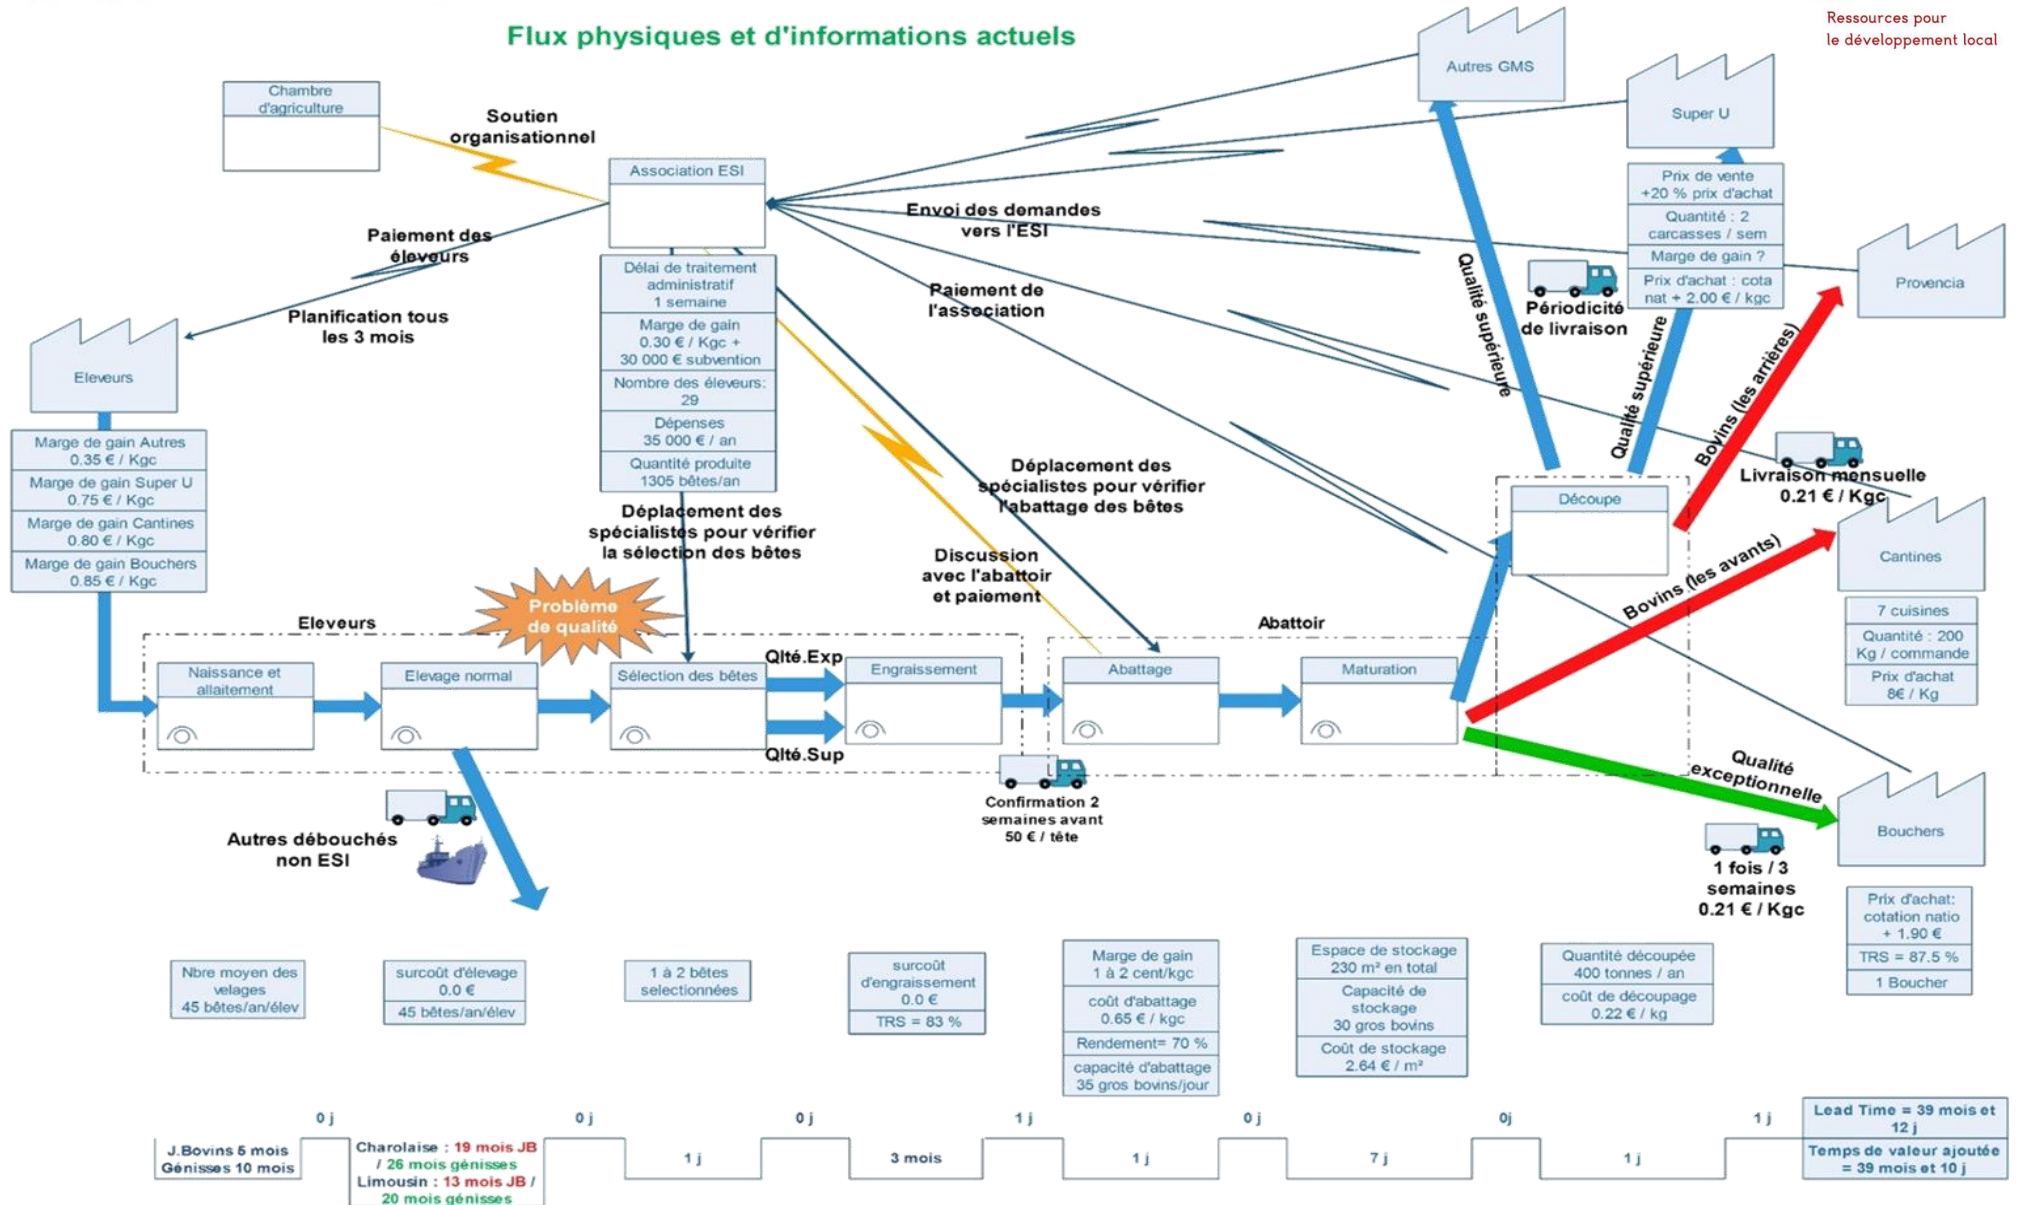 Flux physiques et d'informations actuels
Ressources pour
le développement local
Autres GMS
Super U
Chambre
d'agriculture
Soutien
organisationnel
Association ESI
Prix de vente
+20 % prix d'achat
Quantité : 2
carcasses / sem
Marge de gain ?
Prix d'achat : cota
nat + 2.00 € / kgc
Envoi des demandes
vers l'ESI
Paiement des
éleveurs
Délai de traitement
administratif
1 semaine
Marge de gain
0.30 € / Kgc +
30 000 € subvention
Nombre des éleveurs:
29
Dépenses
35 000 € / an
Quantité produite
1305 bêtes/an
Paiement de
l'association
Qualité supérieure
Périodicité
de livraison
Qualité supérieure
Bovins (les arrières)
Provencia
Planification tous
les 3 mois
Eleveurs
Marge de gain Autres
0.35 € / Kgc
Marge de gain Super U
0.75 € / Kgc
Marge de gain Cantines
0.80 € / Kgc
Marge de gain Bouchers
0.85 € / Kgc
Déplacement des
spécialistes pour vérifier
la sélection des bêtes
Déplacement des
spécialistes pour vérifier
l'abattage des bêtes
Discussion
avec l'abattoir
et paiement
Livraison mensuelle
0.21 € / Kgc
Découpe
Cantines
7 cuisines
Quantité : 200
Kg / commande
Prix d'achat
8€ / Kg
Bovins (les avants)
Problème
de qualité
Eleveurs
Abattoir
Naissance et
allaitement
Elevage normal
Sélection des bêtes
Qlté.Exp
Qlté.Sup
Engraissement
Abattage
Maturation
Qualité
exceptionnelle
Confirmation 2
semaines avant
50 € / tête
Autres débouchés
non ESI
1 fois / 3
semaines
0.21 € / Kgc
Bouchers
Prix d'achat:
cotation natio
+ 1.90 €
TRS = 87.5 %
1 Boucher
Nbre moyen des
velages
45 bêtes/an/élev
surcoût d'élevage
0.0 €
45 bêtes/an/élev
1 à 2 bêtes
selectionnées
surcoût
d'engraissement
0.0 €
TRS = 83 %
Marge de gain
1 à 2 cent/kgc
coût d'abattage
0.65 € / kgc
Rendement= 70 %
capacité d'abattage
35 gros bovins/jour
Espace de stockage
230 m² en total
Capacité de
stockage
30 gros bovins
Coût de stockage
2.64 € / m²
Quantité découpée
400 tonnes / an
coût de découpage
0.22 € / kg
0 j
0 j
0 j
1 j
0 j
0j
1 j
J.Bovins 5 mois
Génisses 10 mois
Charolaise : 19 mois JB
/ 26 mois génisses
Limousin : 13 mois JB /
20 mois génisses
1 j
3 mois
1 j
7 j
1 j
Lead Time = 39 mois et
12 j
Temps de valeur ajoutée
= 39 mois et 10 j